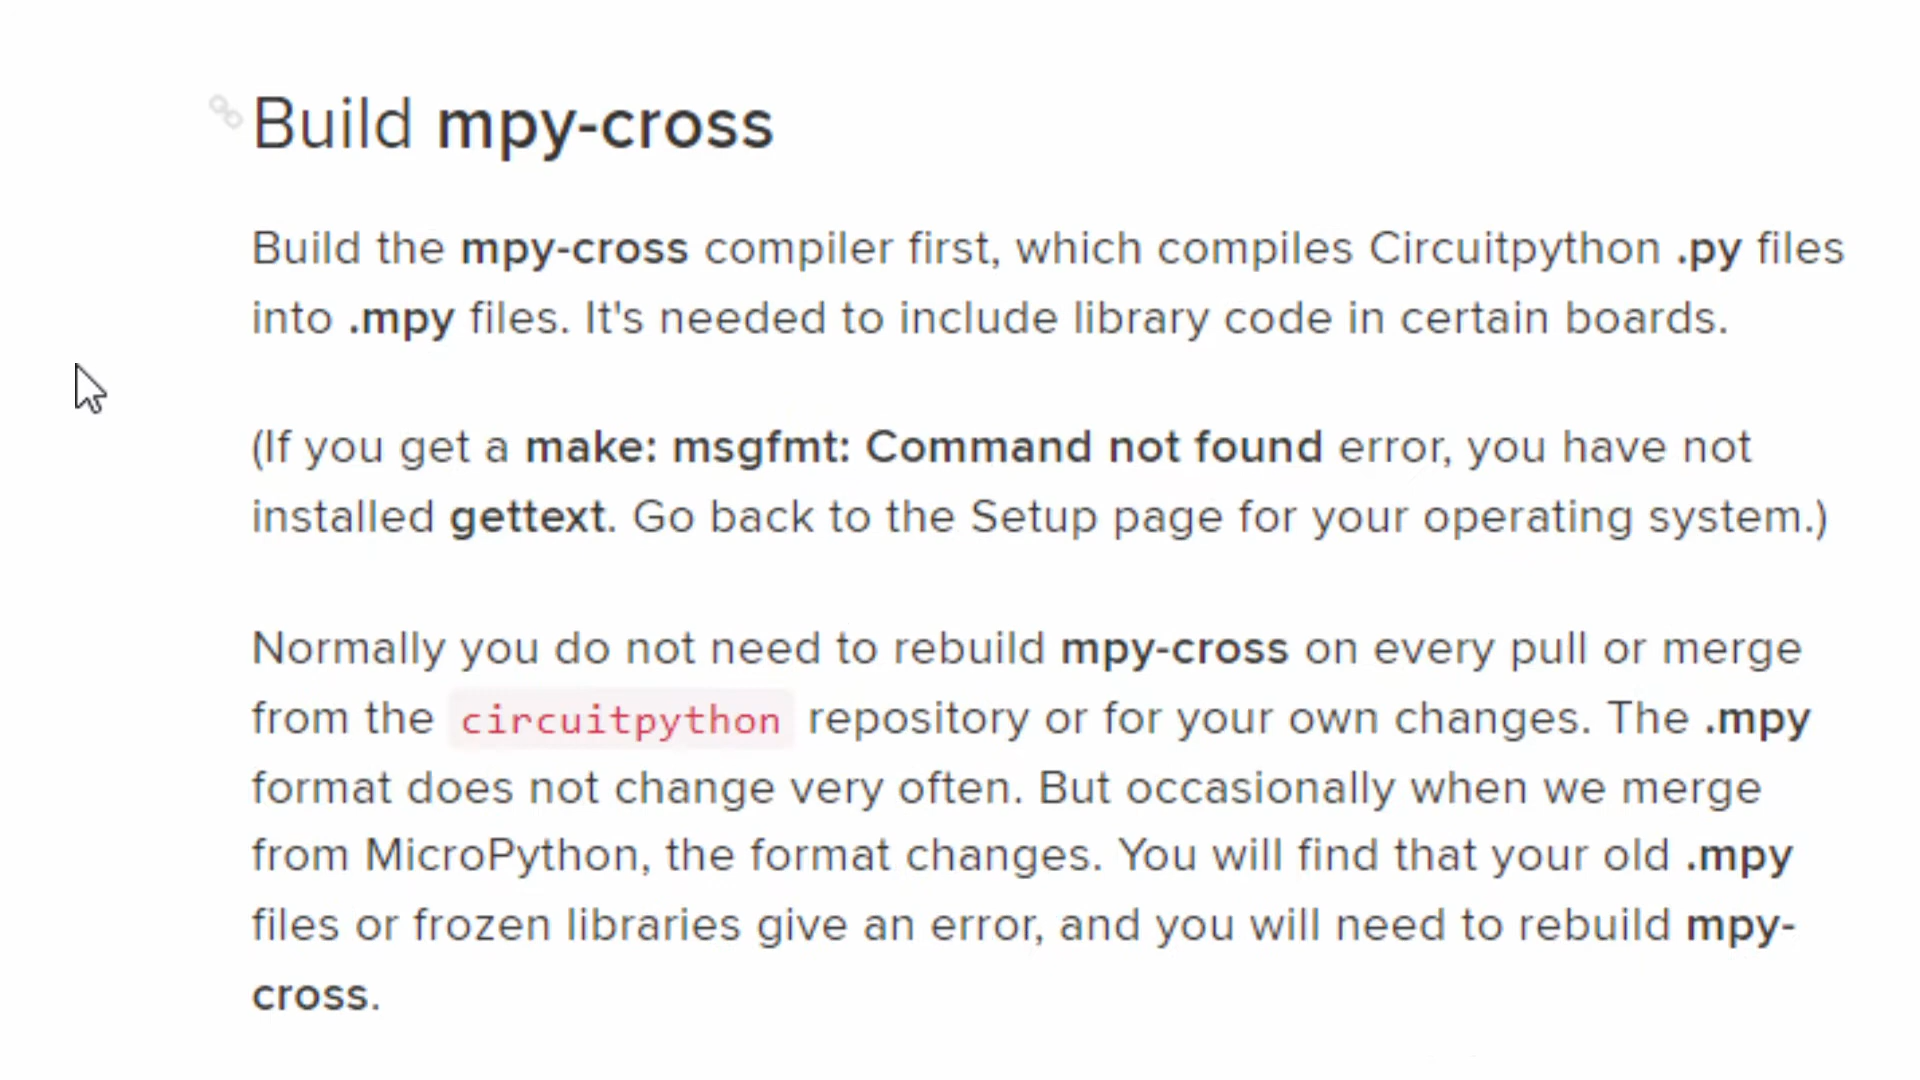 Build mpy-cross
Build the mpy-cross compiler first, which compiles Circuitpython .py files
into .mpy files. It's needed to include library code in certain boards.
(If you get a make: msgfmt: Command not found error, you have not
installed gettext. Go back to the Setup page for your operating system.)
Normally you do not need to rebuild mpy-cross on every pull or merge
from the circuitpython repository or for your own changes. The .mpy
format does not change very often. But occasionally when we merge
from MicroPython, the format changes. You will find that your old .mpy
files or frozen libraries give an error, and you will need to rebuild mpy-
cross.